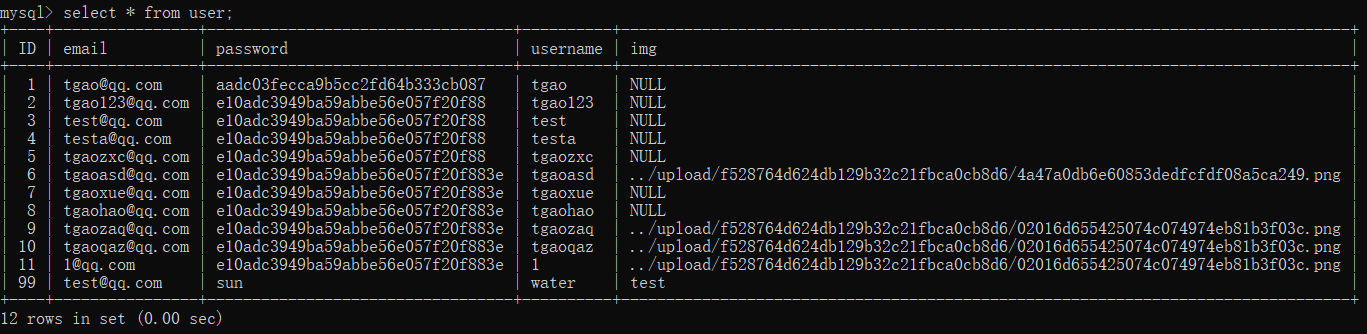 mysql> select * from user;
+----+-----------------+----------------------------------+----------+---------------------------------------------------------------------------------+
| ID | email | password | username | img |
+----+-----------------+----------------------------------+----------+---------------------------------------------------------------------------------+
| 1 | tgao@qq.com | aadc03fecca9b5cc2fd64b333cb087 | tgao | NULL |
| 2 | tgao123@qq.com | e10adc3949ba59abbe56e057f20f88 | tgao123 | NULL |
| 3 | test@qq.com | e10adc3949ba59abbe56e057f20f88 | test | NULL |
| 4 | testa@qq.com | e10adc3949ba59abbe56e057f20f88 | testa | NULL |
| 5 | tgaozxc@qq.com | e10adc3949ba59abbe56e057f20f88 | tgaozxc | NULL |
| 6 | tgaoasd@qq.com | e10adc3949ba59abbe56e057f20f883e | tgaoasd | ../upload/f528764d624db129b32c21fbca0cb8d6/4a47a0db6e60853dedfcfdf08a5ca249.png |
| 7 | tgaoxue@qq.com | e10adc3949ba59abbe56e057f20f883e | tgaoxue | NULL |
| 8 | tgaohao@qq.com | e10adc3949ba59abbe56e057f20f883e | tgaohao | NULL |
| 9 | tgaozaq@qq.com | e10adc3949ba59abbe56e057f20f883e | tgaozaq | ../upload/f528764d624db129b32c21fbca0cb8d6/02016d655425074c074974eb81b3f03c.png |
| 10 | tgaoqaz@qq.com | e10adc3949ba59abbe56e057f20f883e | tgaoqaz | ../upload/f528764d624db129b32c21fbca0cb8d6/02016d655425074c074974eb81b3f03c.png |
| 11 | 1@qq.com | e10adc3949ba59abbe56e057f20f883e | 1 | ../upload/f528764d624db129b32c21fbca0cb8d6/02016d655425074c074974eb81b3f03c.png |
| 99 | test@qq.com | sun | water | test |
+----+-----------------+----------------------------------+----------+---------------------------------------------------------------------------------+
12 rows in set (0.00 sec)